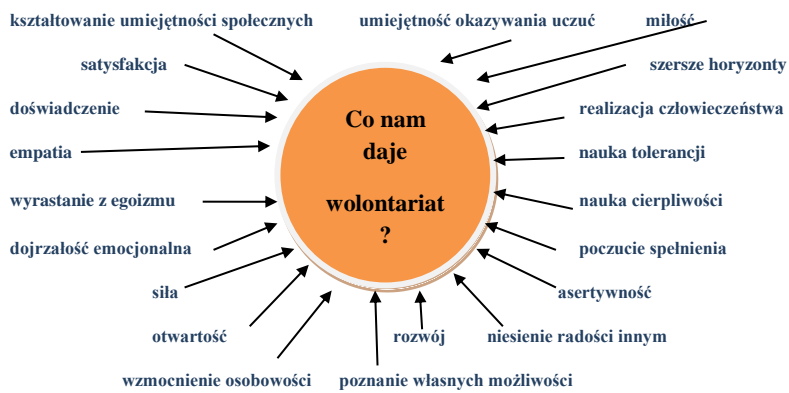 kształtowanie umiejętności społecznych
umiejętność okazywania uczuć
miłość
satysfakcja
szersze horyzonty
doświadczenie
realizacja człowieczeństwa
Co nam
daje
wolontariat
?
empatia
nauka tolerancji
wyrastanie z egoizmu
nauka cierpliwości
dojrzałość emocjonalna
poczucie spełnienia
siła
asertywność
otwartość
rozwój
niesienie radości innym
wzmocnienie osobowości
poznanie własnych możliwości